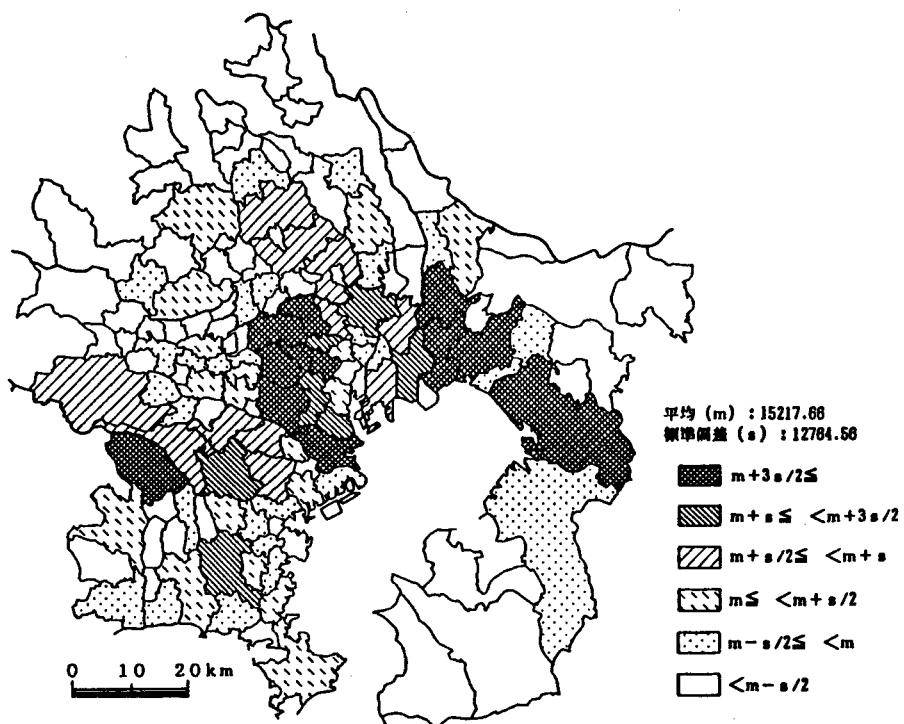 平均 (m) : 15217.66
標準偏差 (s) : 12764.56
m+3s/2≦
m+s≦ <m+3s/2
m+s/2≦ <m+s
m≦ <m+s/2
m−s/2≦ <m
<m−s/2
0 10 20km